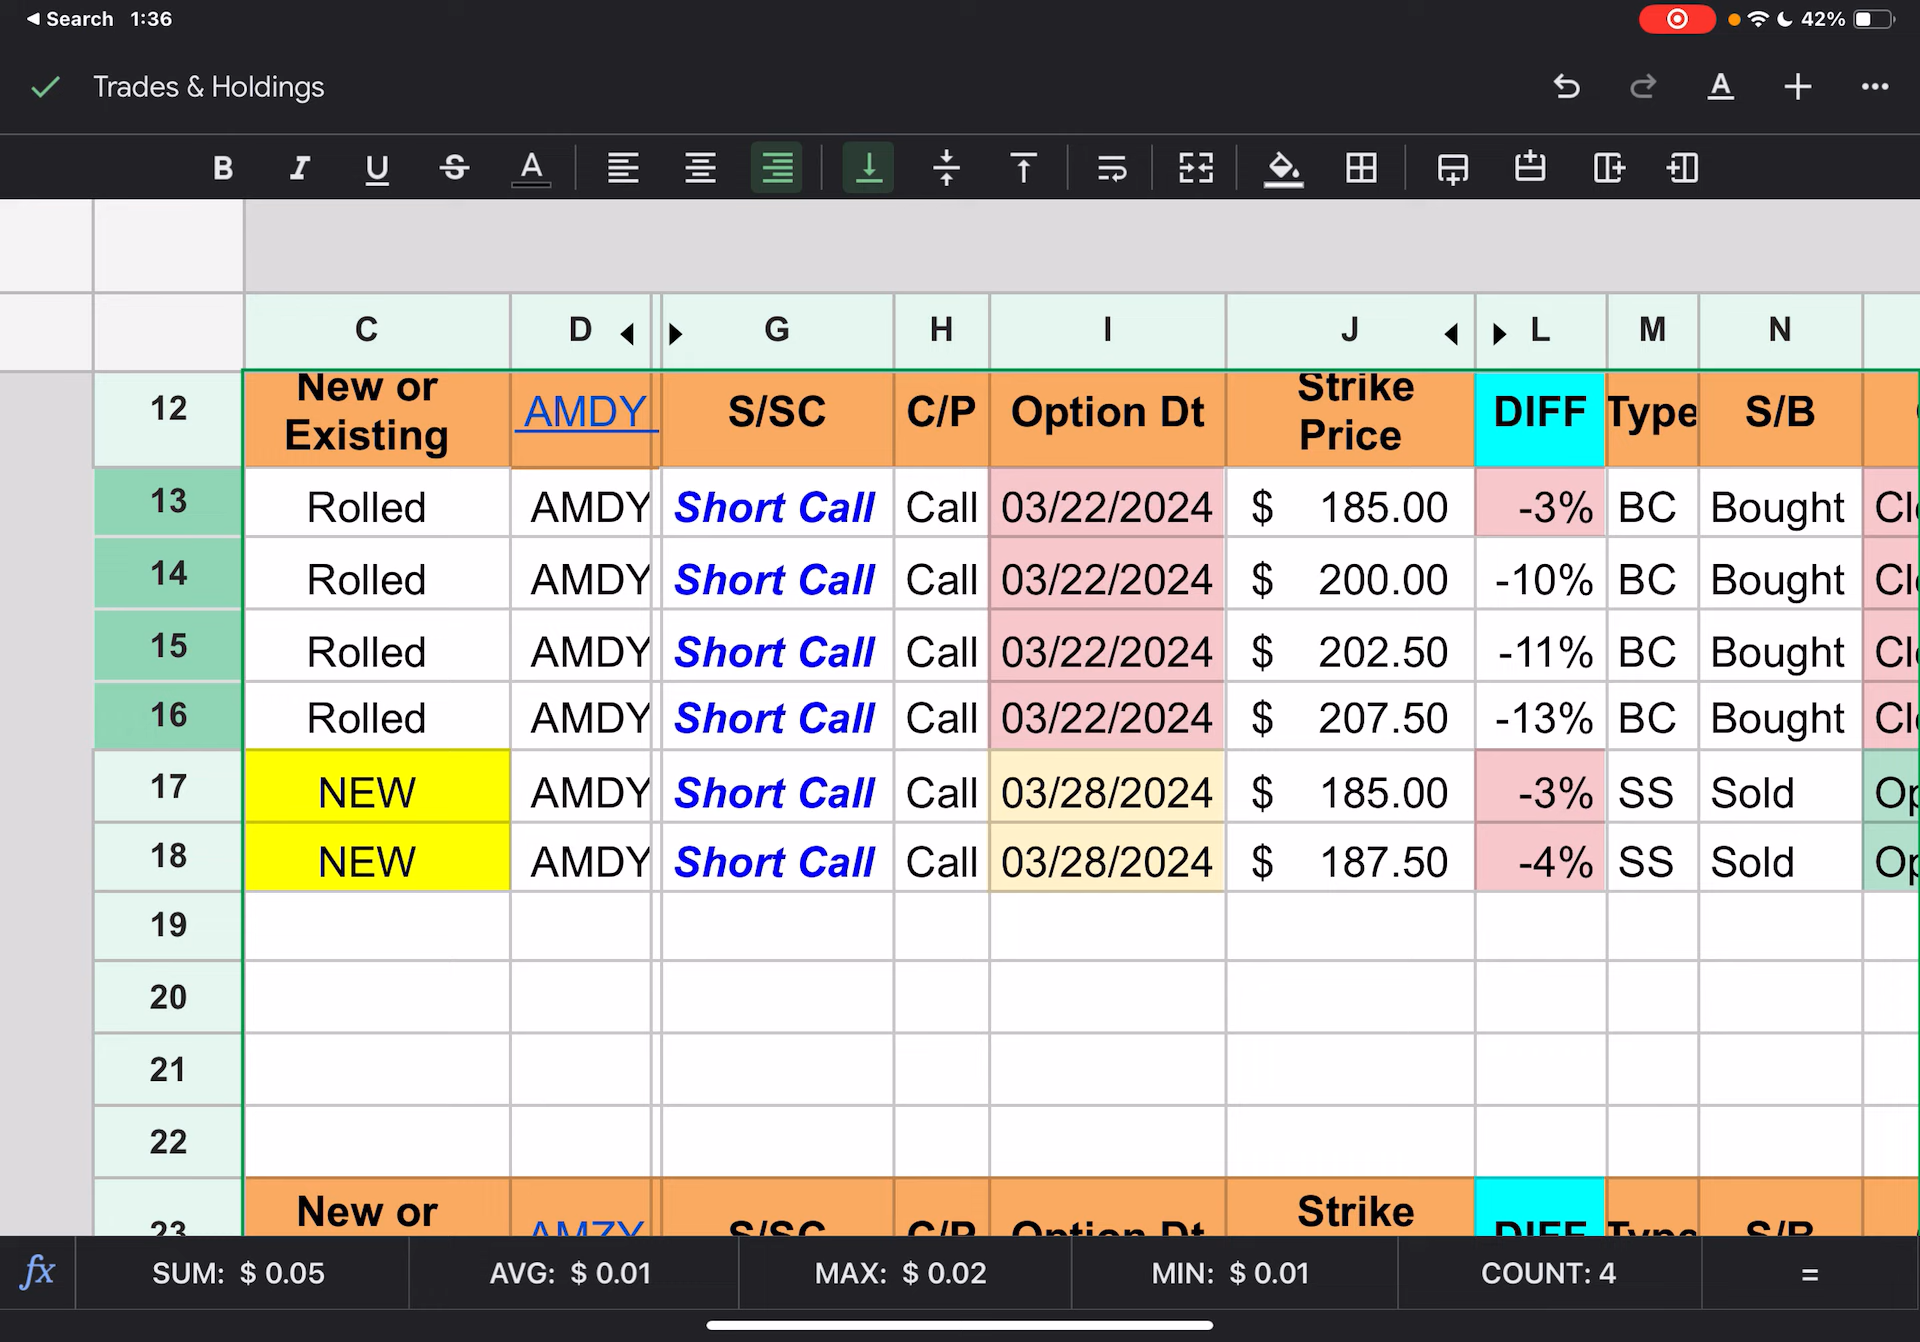 Search 1:36 42%
Trades & Holdings
B I U S A
C D G H I J L M N
12 New or Existing AMDY S/SC C/P Option Dt Strike Price DIFF Type S/B
13 Rolled AMDY Short Call Call 03/22/2024 $ 185.00 -3% BC Bought Cl
14 Rolled AMDY Short Call Call 03/22/2024 $ 200.00 -10% BC Bought Cl
15 Rolled AMDY Short Call Call 03/22/2024 $ 202.50 -11% BC Bought Cl
16 Rolled AMDY Short Call Call 03/22/2024 $ 207.50 -13% BC Bought Cl
17 NEW AMDY Short Call Call 03/28/2024 $ 185.00 -3% SS Sold Op
18 NEW AMDY Short Call Call 03/28/2024 $ 187.50 -4% SS Sold Op
19
20
21
22
23 New or AMZY S/SC C/P Option Dt Strike DIFF Type S/B
fx SUM: $ 0.05 AVG: $ 0.01 MAX: $ 0.02 MIN: $ 0.01 COUNT: 4 =